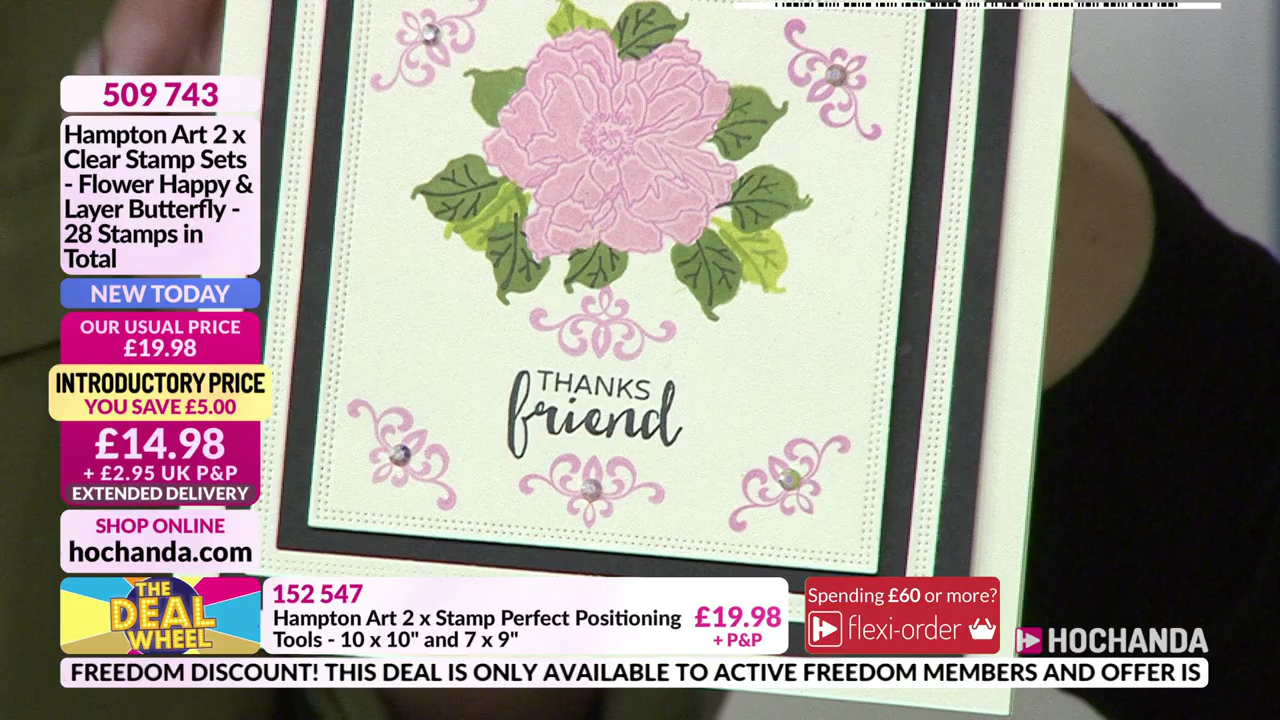 509 743
Hampton Art 2 x
Clear Stamp Sets
- Flower Happy &
Layer Butterfly -
28 Stamps in
Total
NEW TODAY
OUR USUAL PRICE
£19.98
INTRODUCTORY PRICE
YOU SAVE £5.00
£14.98
+ £2.95 UK P&P
EXTENDED DELIVERY
SHOP ONLINE
hochanda.com
THANKS
friend
THE
DEAL
WHEEL
152 547
Hampton Art 2 x Stamp Perfect Positioning
Tools - 10 x 10" and 7 x 9"
£19.98
+ P&P
Spending £60 or more?
flexi-order
HOCHANDA
FREEDOM DISCOUNT! THIS DEAL IS ONLY AVAILABLE TO ACTIVE FREEDOM MEMBERS AND OFFER IS